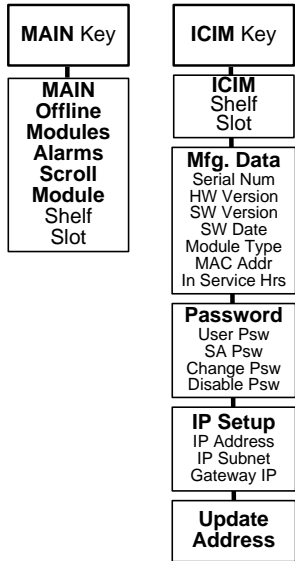 MAIN Key
MAIN
Offline
Modules
Alarms
Scroll
Module
Shelf
Slot
ICIM Key
ICIM
Shelf
Slot
Mfg. Data
Serial Num
HW Version
SW Version
SW Date
Module Type
MAC Addr
In Service Hrs
Password
User Psw
SA Psw
Change Psw
Disable Psw
IP Setup
IP Address
IP Subnet
Gateway IP
Update
Address